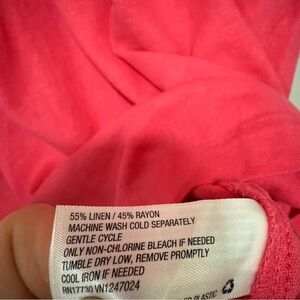 55% LINEN / 45% RAYON
MACHINE WASH COLD SEPARATELY
GENTLE CYCLE
ONLY NON-CHLORINE BLEACH IF NEEDED
TUMBLE DRY LOW, REMOVE PROMPTLY
COOL IRON IF NEEDED
RN17730 VN1247024
PLASTIC